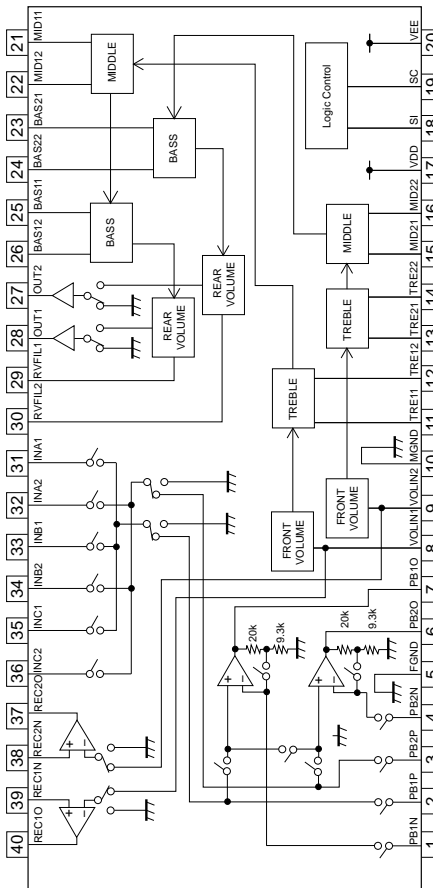 21 MID11
22 MID12
23 BAS21
24 BAS22
25 BAS11
26 BAS12
27 OUT2
28 OUT1
29 RVFIL1
30 RVFIL2
31 INA1
32 INA2
33 INB1
34 INB2
35 INC1
36 INC2
37 REC2O
38 REC2N
39 REC1N
40 REC1O
MIDDLE
BASS
BASS
REAR
VOLUME
REAR
VOLUME
Logic Control
MIDDLE
TREBLE
TREBLE
FRONT
VOLUME
FRONT
VOLUME
20k
9.3k
20k
9.3k
+
−
+
−
+
−
+
−
VEE 20
SC 19
SI 18
VDD 17
MID22 16
MID21 15
TRE22 14
TRE21 13
TRE12 12
TRE11 11
MGND 10
VOLIN2 9
VOLIN1 8
PB1O 7
PB2O 6
FGND 5
PB2N 4
PB2P 3
PB1P 2
PB1N 1